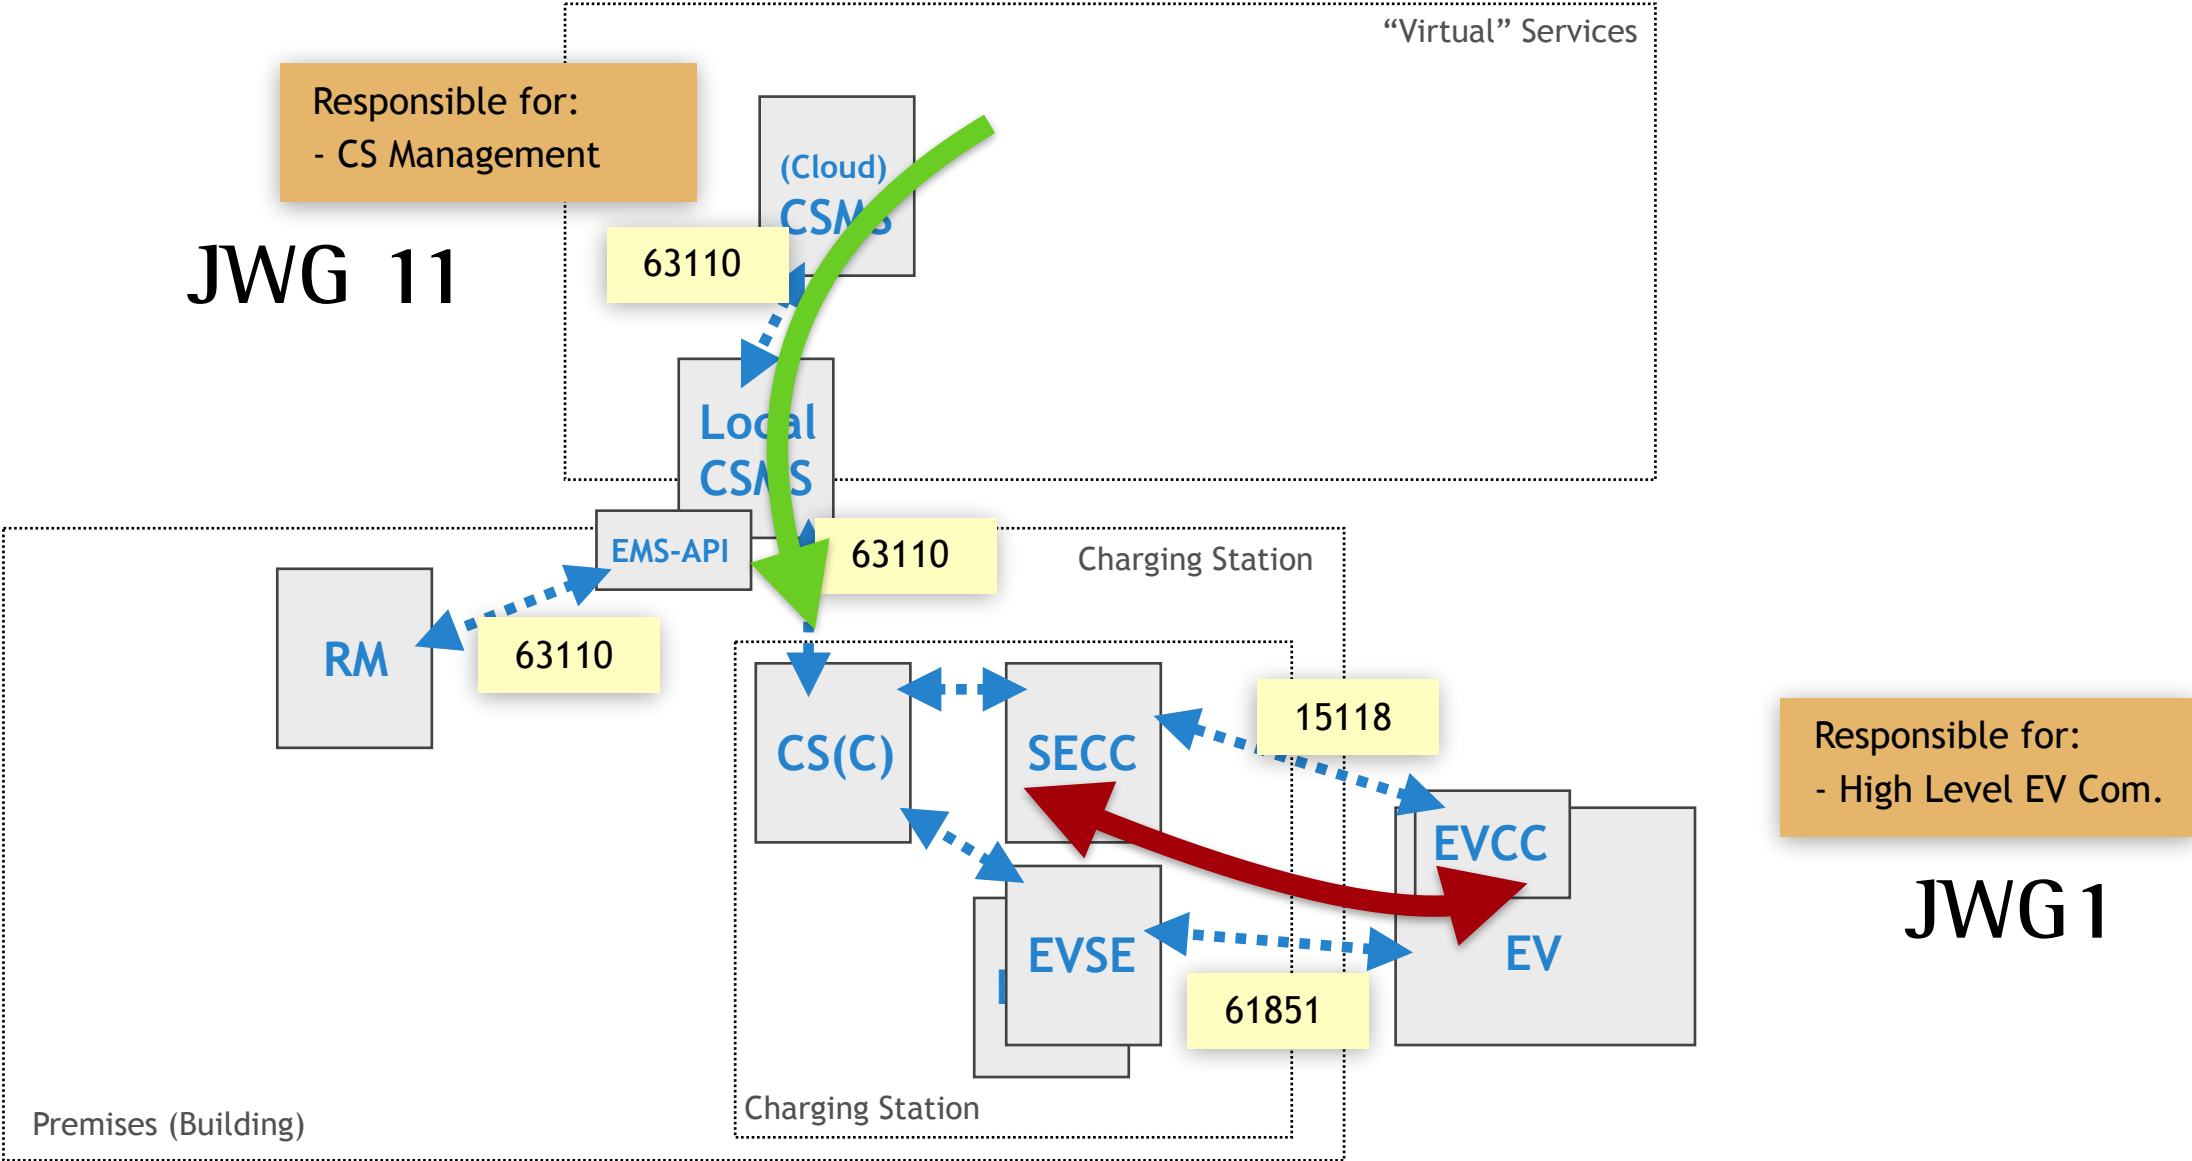 “Virtual” Services
Responsible for:
- CS Management
JWG 11
(Cloud)
CSMS
63110
Local
CSMS
EMS-API
63110
Charging Station
RM
63110
CS(C)
SECC
15118
Responsible for:
- High Level EV Com.
EVCC
JWG1
EVSE
EV
61851
Charging Station
Premises (Building)